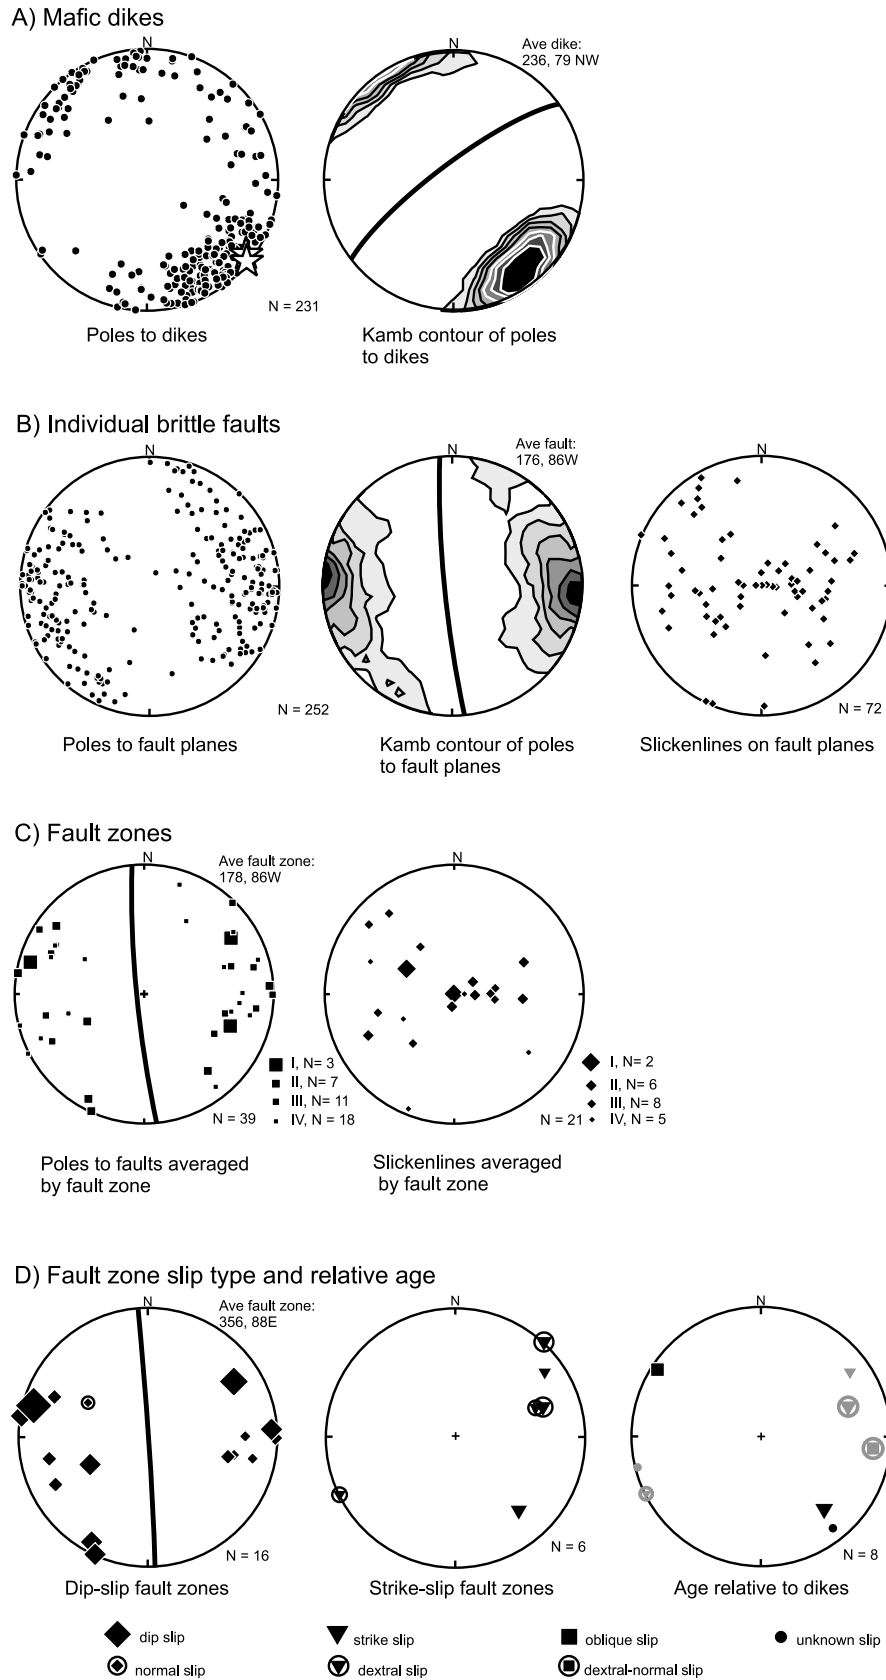 A) Mafic dikes
N
N
Ave dike:
236, 79 NW
N = 231
Poles to dikes
Kamb contour of poles
to dikes
B) Individual brittle faults
N
N
Ave fault:
176, 86W
N
N = 252
N = 72
Poles to fault planes
Kamb contour of poles
to fault planes
Slickenlines on fault planes
C) Fault zones
N
Ave fault zone:
178, 86W
N
I, N= 3
II, N= 7
III, N= 11
IV, N = 18
N = 39
I, N= 2
II, N= 6
III, N= 8
IV, N = 5
N = 21
Poles to faults averaged
by fault zone
Slickenlines averaged
by fault zone
D) Fault zone slip type and relative age
N
Ave fault zone:
356, 88E
N
N
N = 16
N = 6
N = 8
Dip-slip fault zones
Strike-slip fault zones
Age relative to dikes
dip slip
strike slip
oblique slip
unknown slip
normal slip
dextral slip
dextral-normal slip